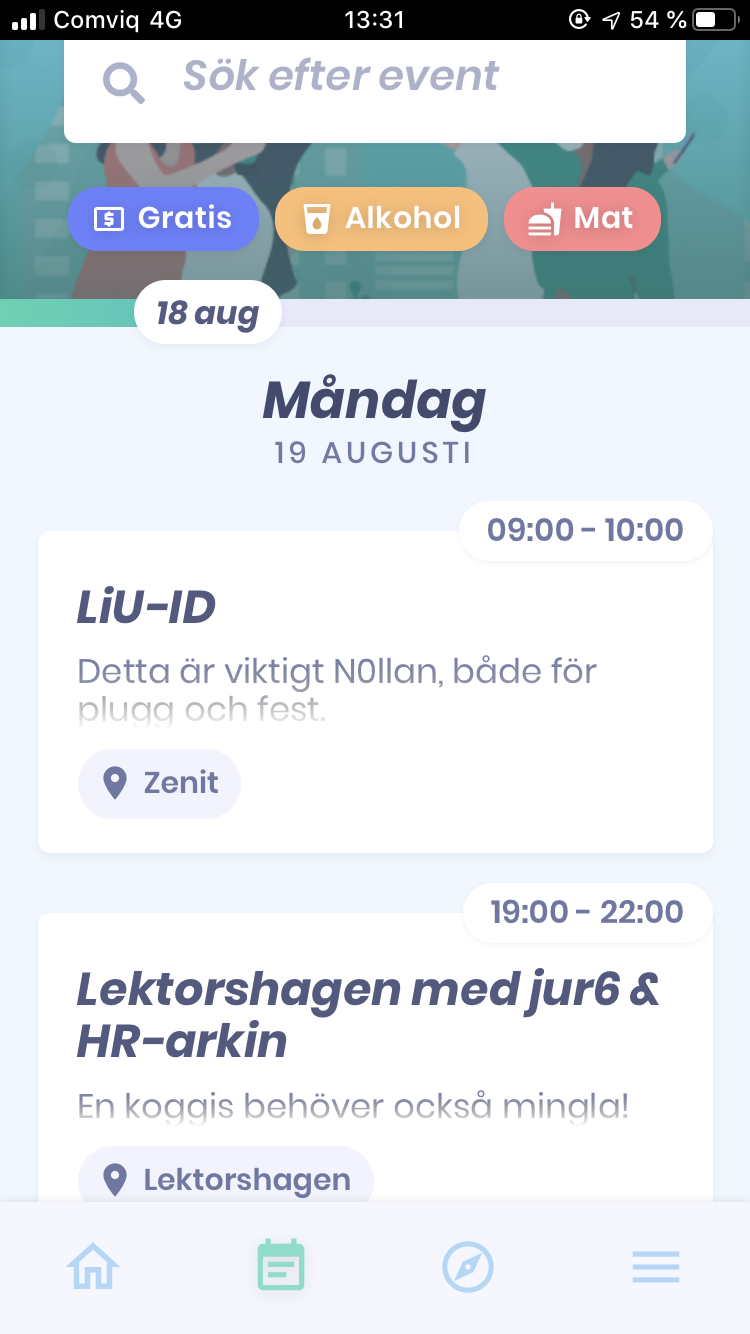 Comviq 4G 13:31 54 %
Sök efter event
Gratis Alkohol Mat
18 aug
Måndag
19 AUGUSTI
09:00 - 10:00
LiU-ID
Detta är viktigt N0llan, både för
plugg och fest.
Zenit
19:00 - 22:00
Lektorshagen med jur6 &
HR-arkin
En koggis behöver också mingla!
Lektorshagen